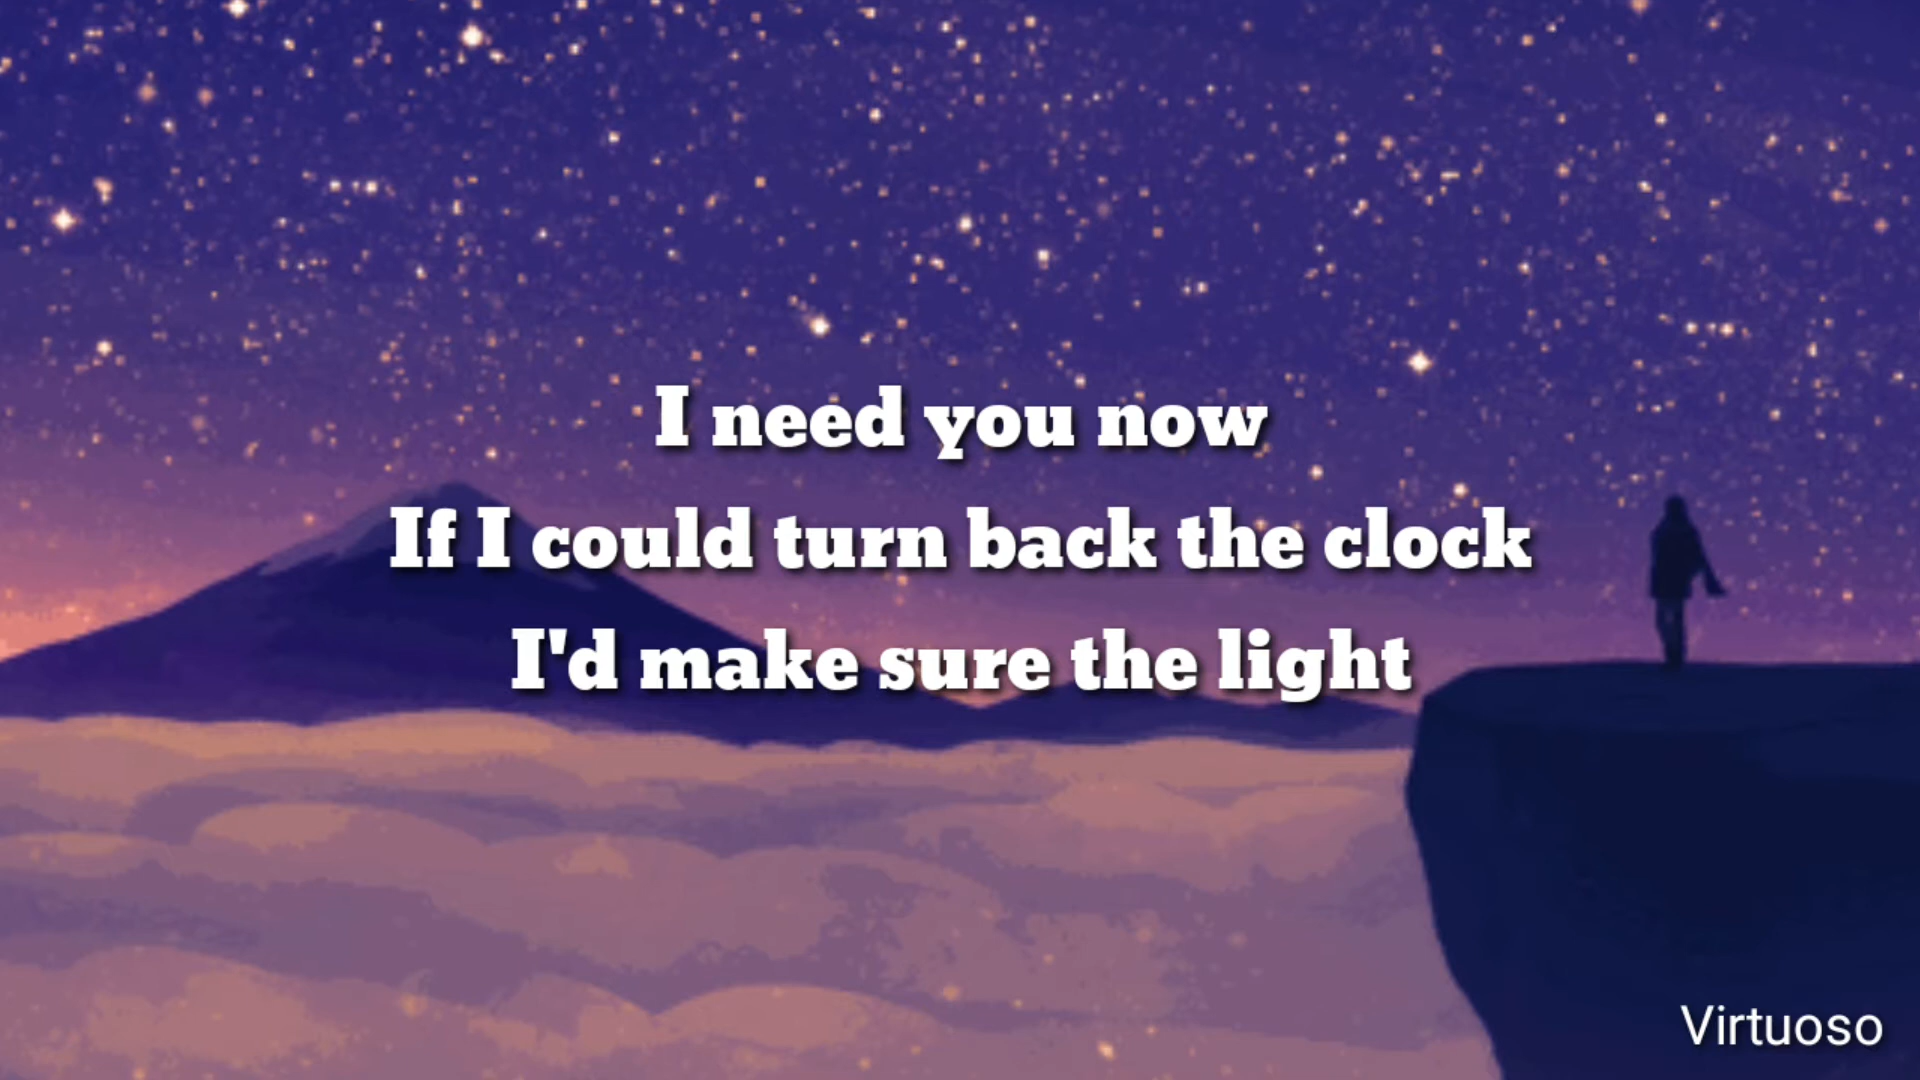 I need you now
If I could turn back the clock
I'd make sure the light
Virtuoso